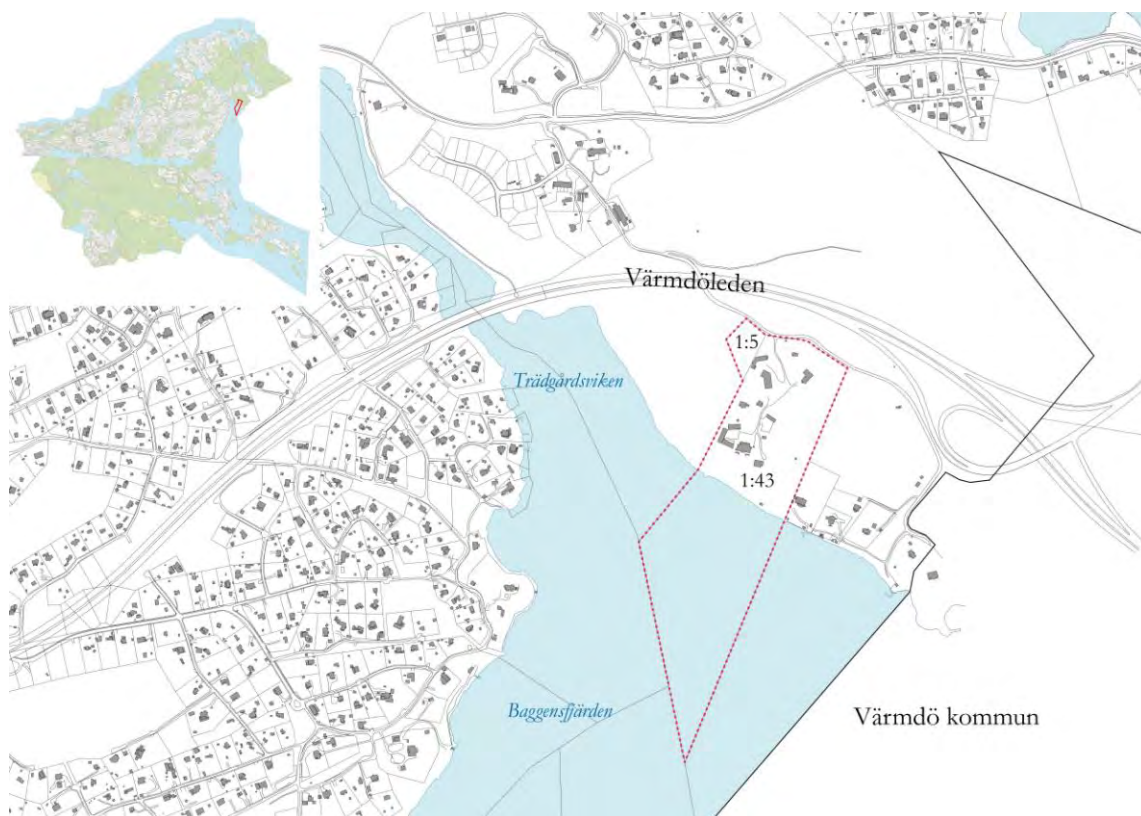 Värmdöleden
1:5
Trädgårdsviken
1:43
Baggensfjärden
Värmdö kommun